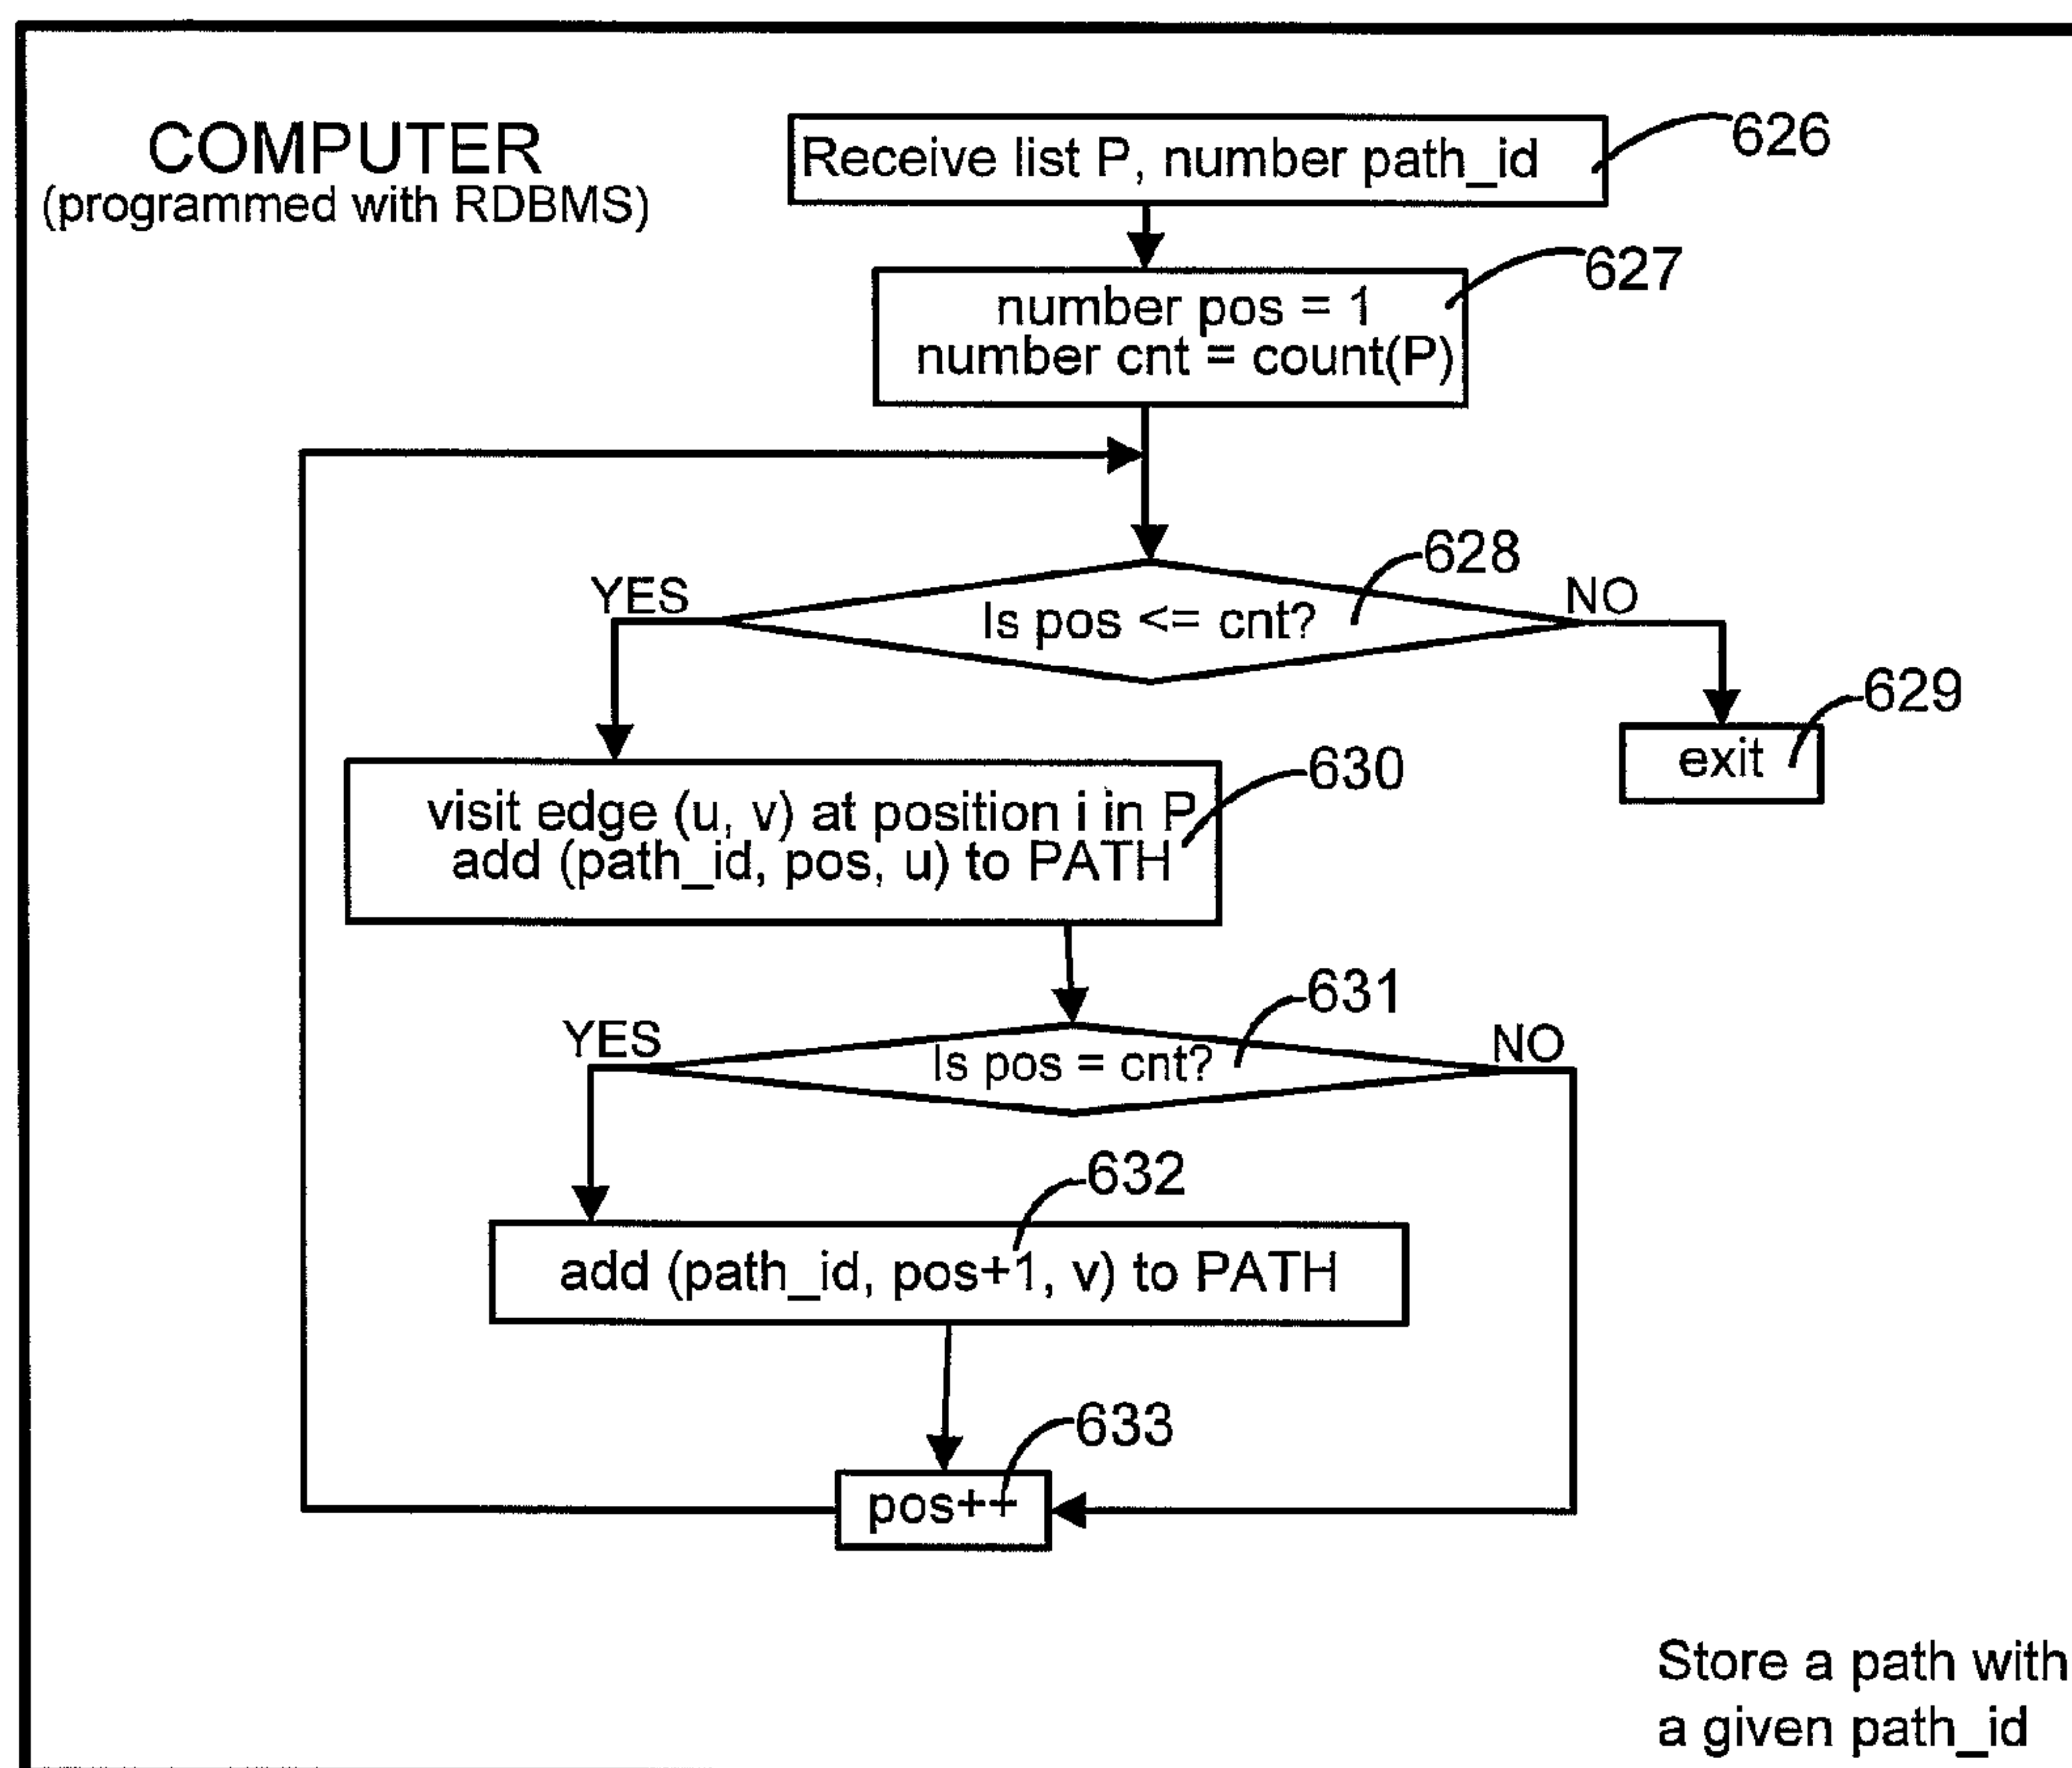 COMPUTER
(programmed with RDBMS)
Receive list P, number path_id
626
number pos = 1
number cnt = count(P)
627
YES
Is pos <= cnt?
628
NO
exit
629
visit edge (u, v) at position i in P
add (path_id, pos, u) to PATH
630
YES
Is pos = cnt?
631
NO
add (path_id, pos+1, v) to PATH
632
pos++
633
Store a path with
a given path_id